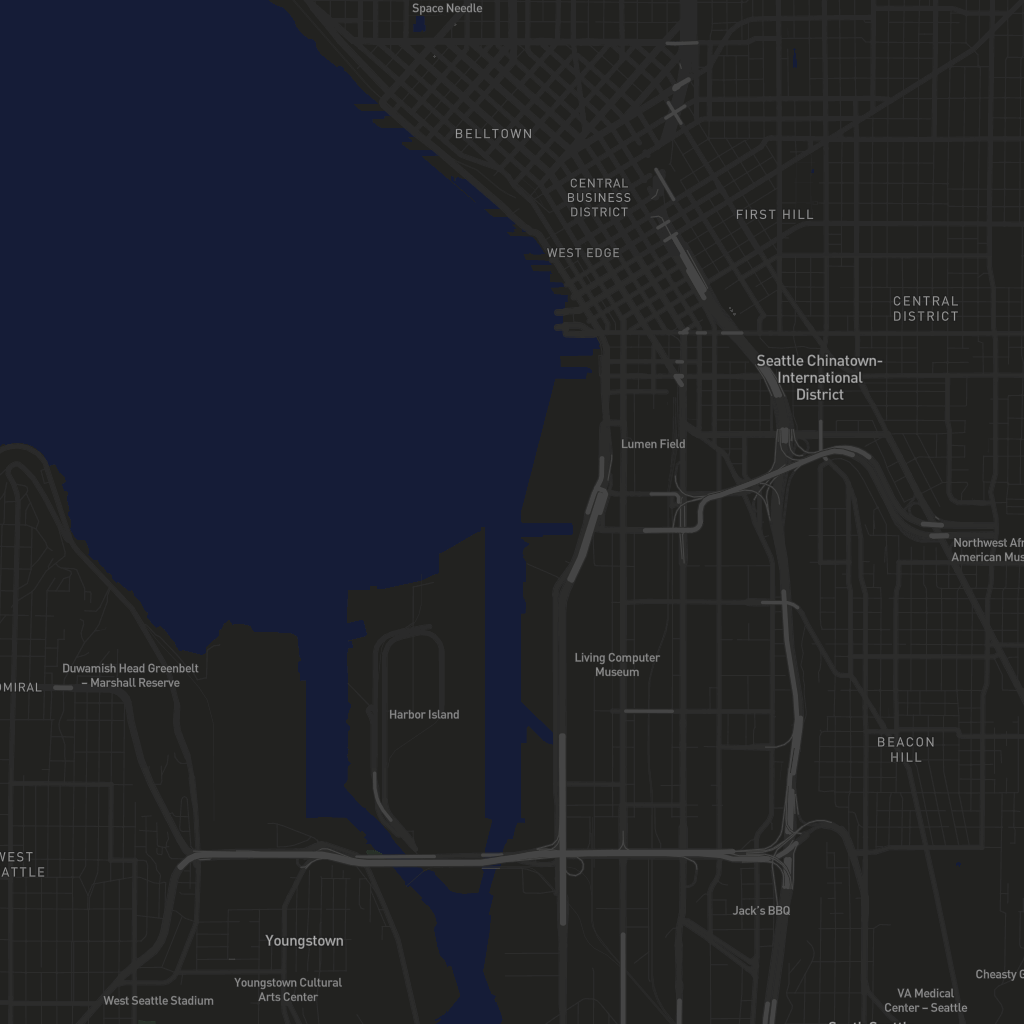 Space Needle
BELLTOWN
CENTRAL
BUSINESS
DISTRICT
FIRST HILL
WEST EDGE
CENTRAL
DISTRICT
Seattle Chinatown-
International
District
Lumen Field
Northwest Afr
American Mus
Living Computer
Museum
Duwamish Head Greenbelt
– Marshall Reserve
OMIRAL
Harbor Island
BEACON
HILL
WEST
ATTLE
Jack's BBQ
Youngstown
Youngstown Cultural
Arts Center
West Seattle Stadium
Cheasty G
VA Medical
Center – Seattle